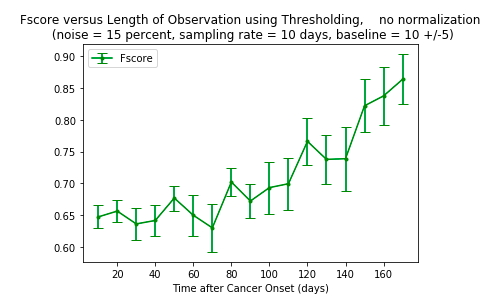 Fscore versus Length of Observation using Thresholding,    no normalization
(noise = 15 percent, sampling rate = 10 days, baseline = 10 +/-5)
Fscore
0.90
0.85
0.80
0.75
0.70
0.65
0.60
20 40 60 80 100 120 140 160
Time after Cancer Onset (days)